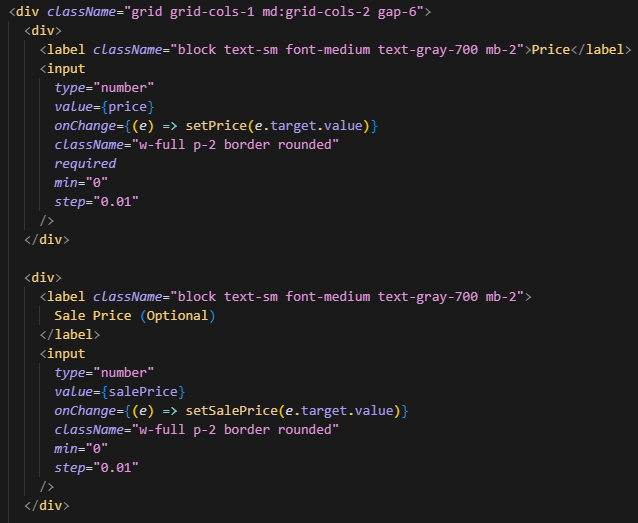 <div className="grid grid-cols-1 md:grid-cols-2 gap-6">
<div>
<label className="block text-sm font-medium text-gray-700 mb-2">Price</label>
<input
type="number"
value={price}
onChange={(e) => setPrice(e.target.value)}
className="w-full p-2 border rounded"
required
min="0"
step="0.01"
/>
</div>
<div>
<label className="block text-sm font-medium text-gray-700 mb-2">
Sale Price (Optional)
</label>
<input
type="number"
value={salePrice}
onChange={(e) => setSalePrice(e.target.value)}
className="w-full p-2 border rounded"
min="0"
step="0.01"
/>
</div>